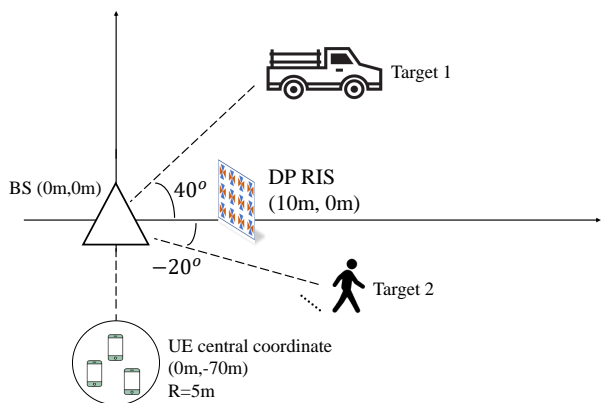 Target 1
BS (0m,0m)
40°
DP RIS
(10m, 0m)
−20°
Target 2
UE central coordinate
(0m,-70m)
R=5m